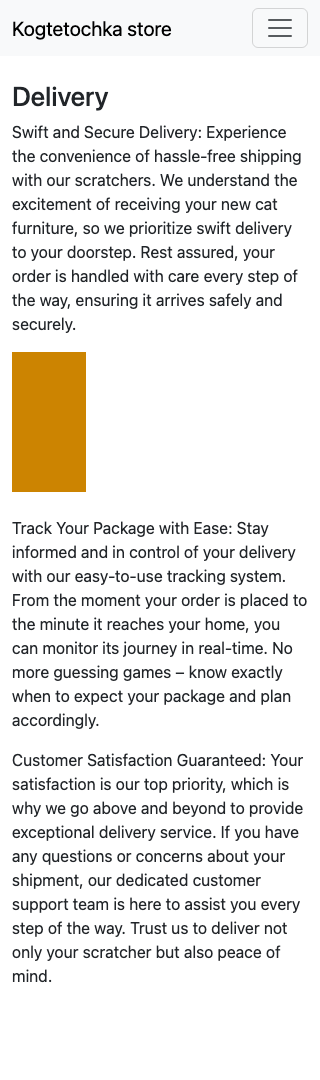 Kogtetochka store
Delivery
Swift and Secure Delivery: Experience
the convenience of hassle-free shipping
with our scratchers. We understand the
excitement of receiving your new cat
furniture, so we prioritize swift delivery
to your doorstep. Rest assured, your
order is handled with care every step of
the way, ensuring it arrives safely and
securely.
Track Your Package with Ease: Stay
informed and in control of your delivery
with our easy-to-use tracking system.
From the moment your order is placed to
the minute it reaches your home, you
can monitor its journey in real-time. No
more guessing games – know exactly
when to expect your package and plan
accordingly.
Customer Satisfaction Guaranteed: Your
satisfaction is our top priority, which is
why we go above and beyond to provide
exceptional delivery service. If you have
any questions or concerns about your
shipment, our dedicated customer
support team is here to assist you every
step of the way. Trust us to deliver not
only your scratcher but also peace of
mind.